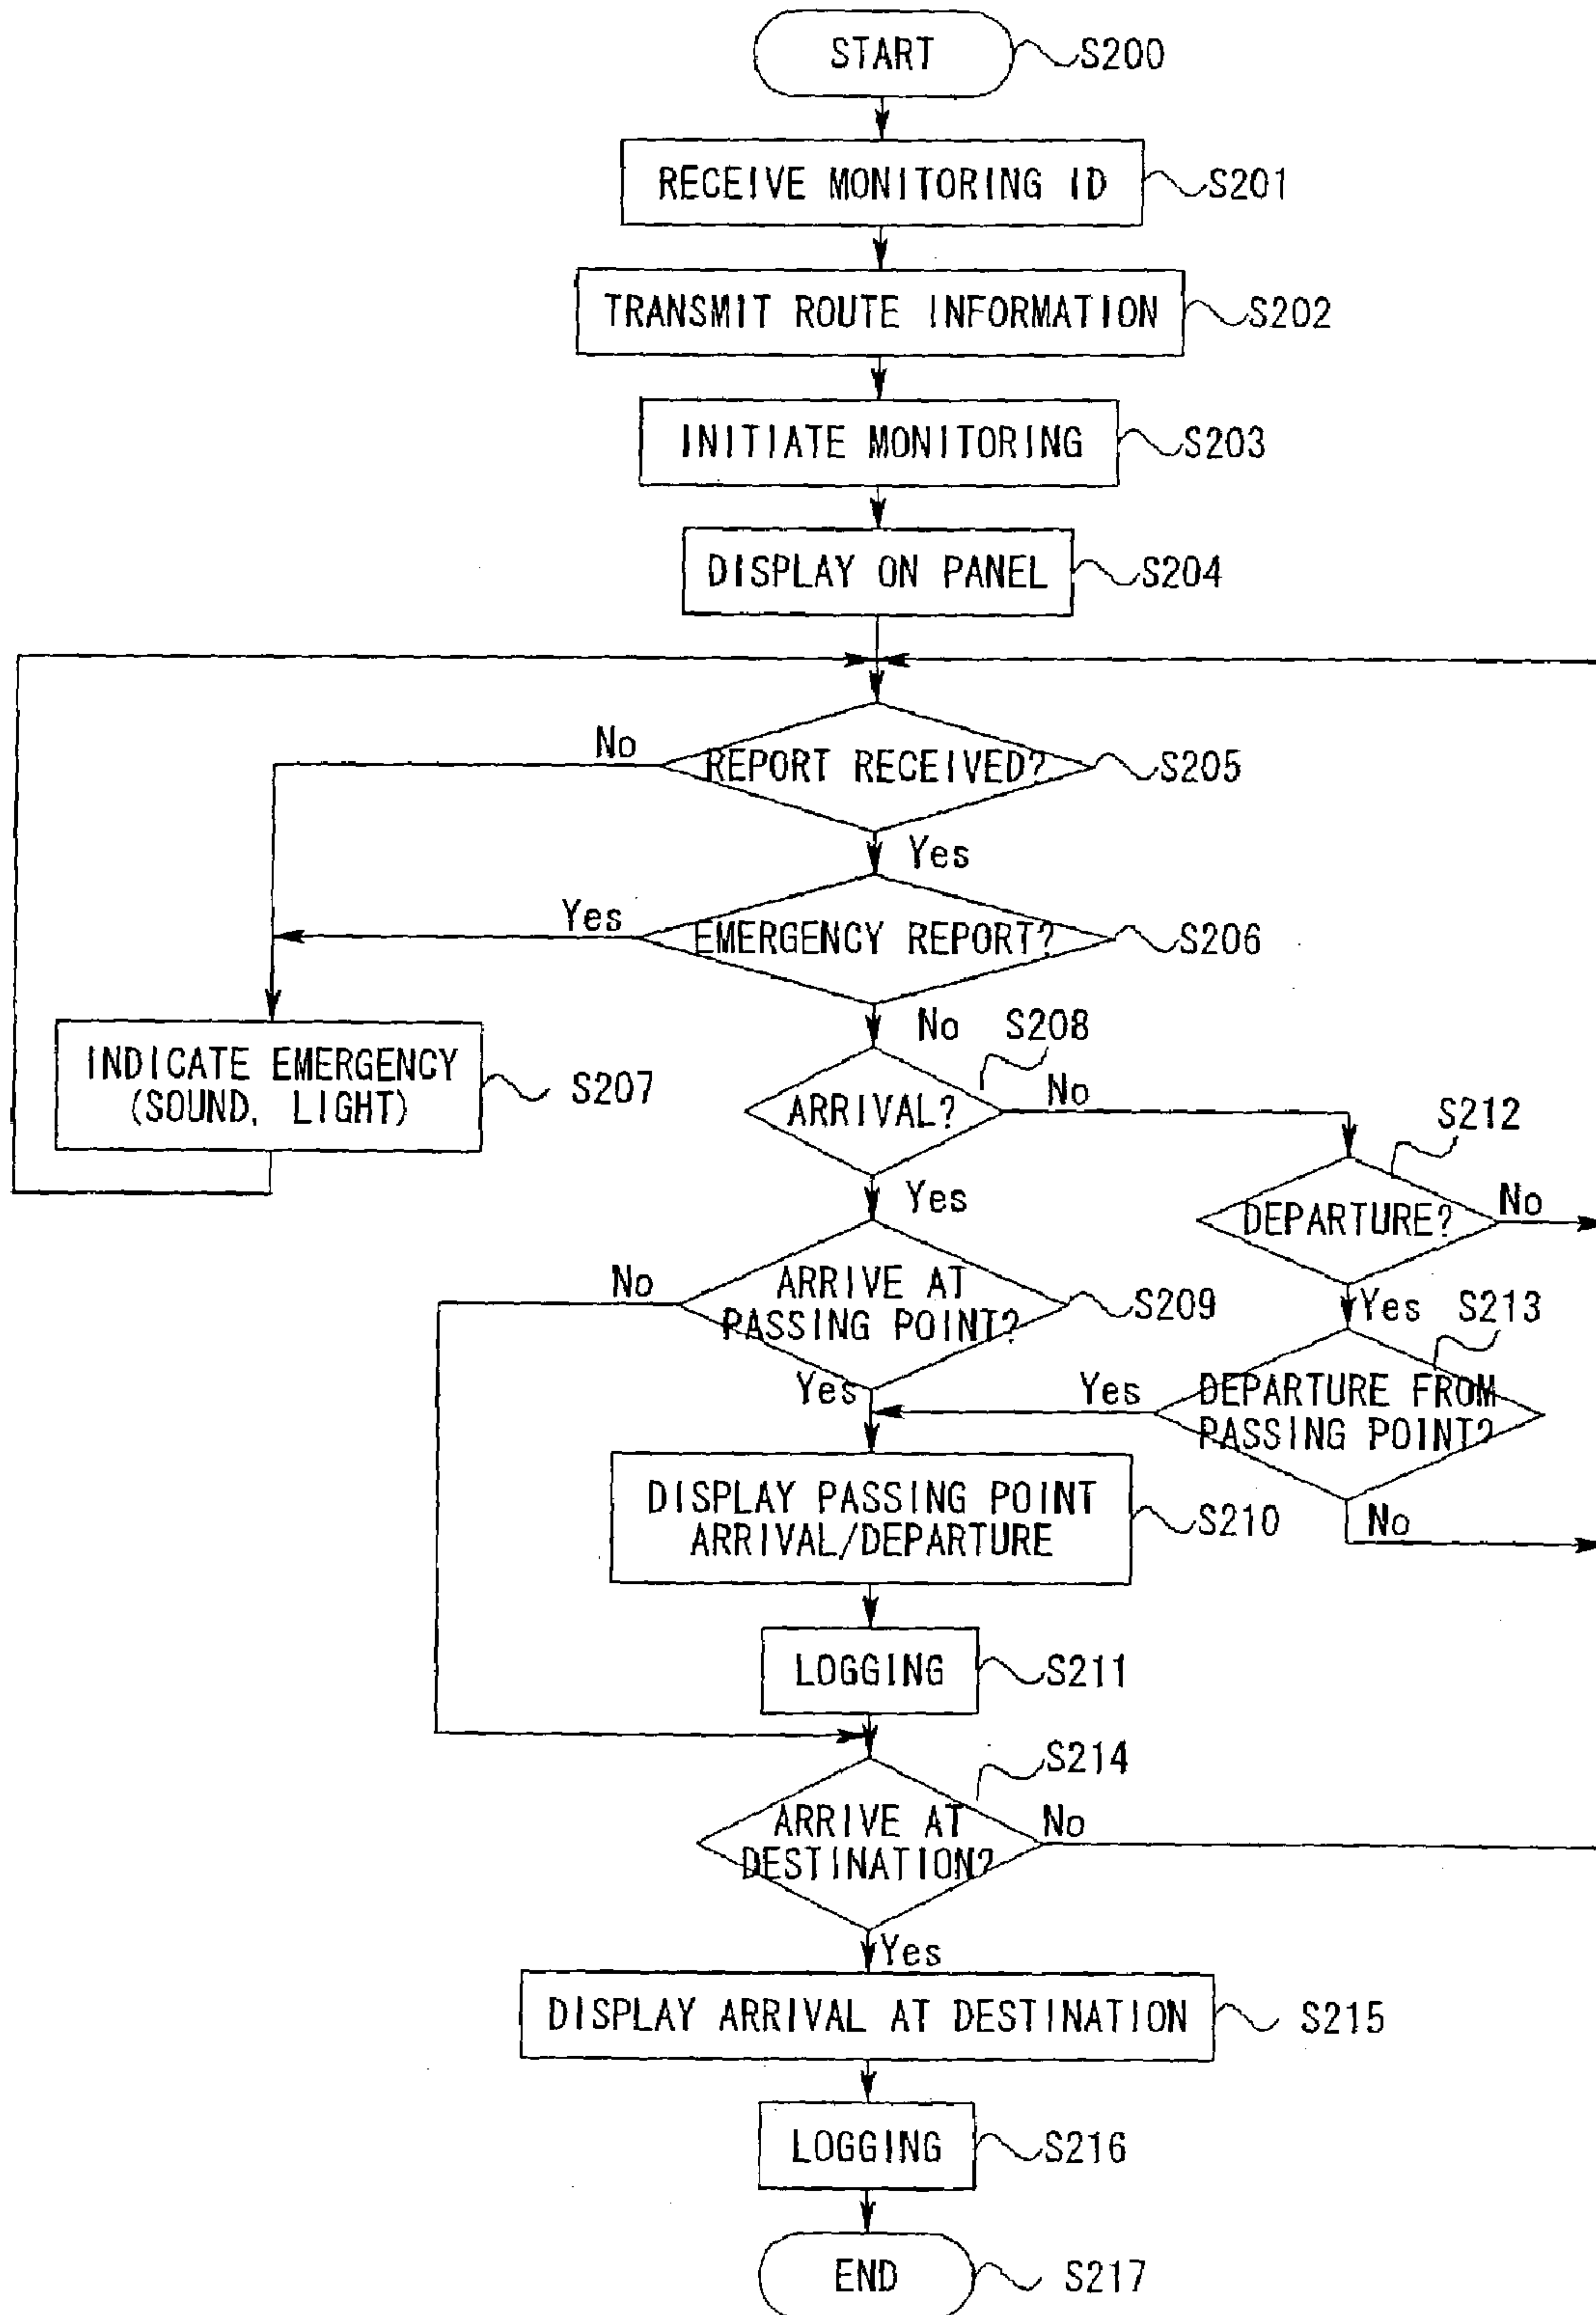 START
S200
RECEIVE MONITORING ID
S201
TRANSMIT ROUTE INFORMATION
S202
INITIATE MONITORING
S203
DISPLAY ON PANEL
S204
No
REPORT RECEIVED?
S205
Yes
Yes
EMERGENCY REPORT?
S206
No
S208
INDICATE EMERGENCY
(SOUND, LIGHT)
S207
ARRIVAL?
No
S212
Yes
DEPARTURE?
No
No
ARRIVE AT
PASSING POINT?
S209
Yes
S213
Yes
Yes
DEPARTURE FROM
PASSING POINT?
DISPLAY PASSING POINT
ARRIVAL/DEPARTURE
S210
No
LOGGING
S211
S214
ARRIVE AT
DESTINATION?
No
Yes
DISPLAY ARRIVAL AT DESTINATION
S215
LOGGING
S216
END
S217